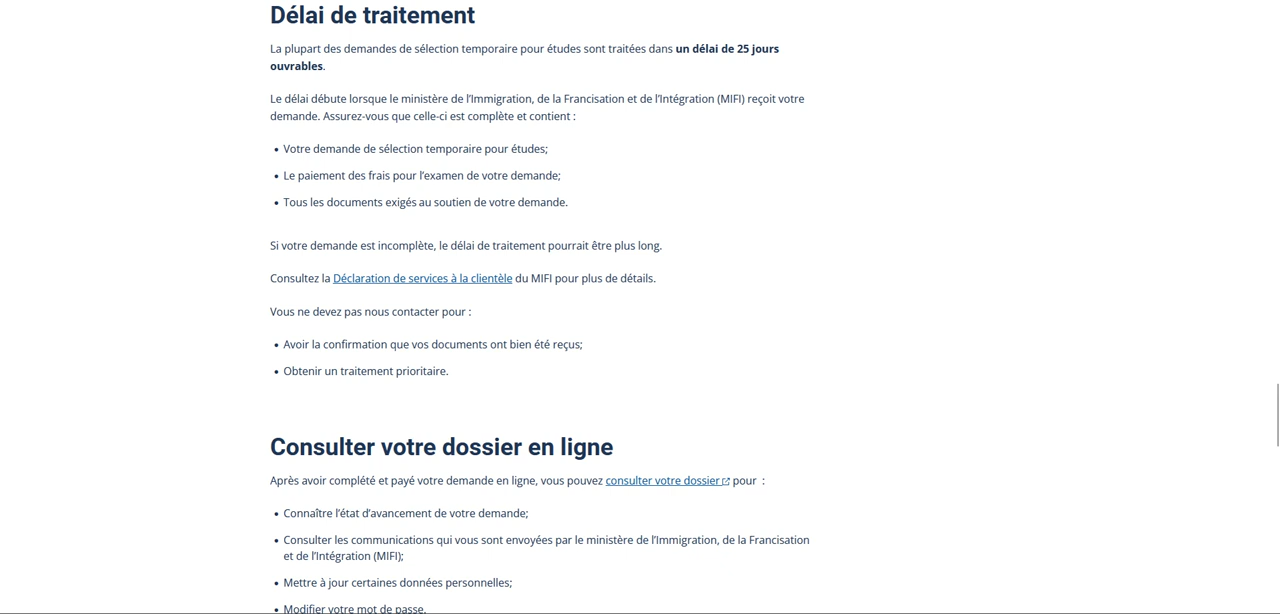 Délai de traitement
La plupart des demandes de sélection temporaire pour études sont traitées dans un délai de 25 jours
ouvrables.
Le délai débute lorsque le ministère de l'Immigration, de la Francisation et de l'Intégration (MIFI) reçoit votre
demande. Assurez-vous que celle-ci est complète et contient :
• Votre demande de sélection temporaire pour études;
• Le paiement des frais pour l'examen de votre demande;
• Tous les documents exigés au soutien de votre demande.
Si votre demande est incomplète, le délai de traitement pourrait être plus long.
Consultez la Déclaration de services à la clientèle du MIFI pour plus de détails.
Vous ne devez pas nous contacter pour :
• Avoir la confirmation que vos documents ont bien été reçus;
• Obtenir un traitement prioritaire.
Consulter votre dossier en ligne
Après avoir complété et payé votre demande en ligne, vous pouvez consulter votre dossier pour :
• Connaître l'état d'avancement de votre demande;
• Consulter les communications qui vous sont envoyées par le ministère de l'Immigration, de la Francisation
et de l'Intégration (MIFI);
• Mettre à jour certaines données personnelles;
• Modifier votre mot de passe.